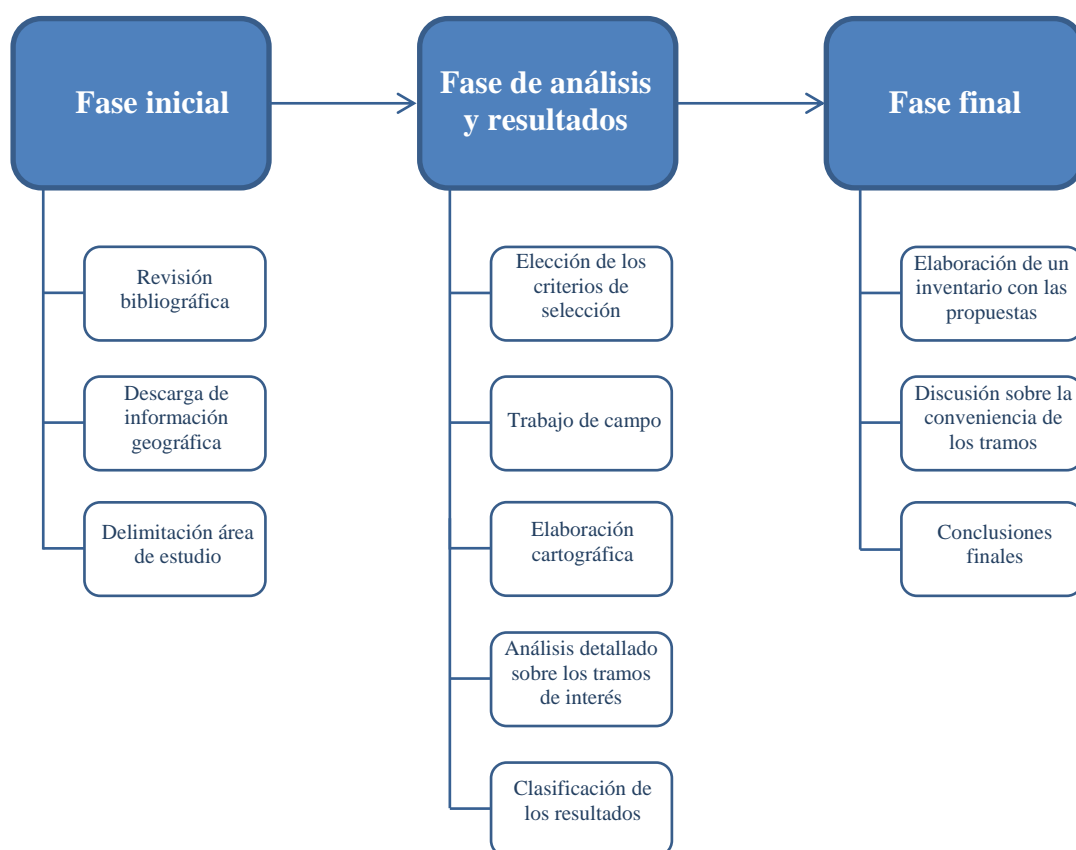 Fase inicial
Revisión
bibliográfica
Descarga de
información
geográfica
Delimitación área
de estudio
Fase de análisis
y resultados
Elección de los
criterios de
selección
Trabajo de campo
Elaboración
cartográfica
Análisis detallado
sobre los tramos
de interés
Clasificación de
los resultados
Fase final
Elaboración de un
inventario con las
propuestas
Discusión sobre la
conveniencia de
los tramos
Conclusiones
finales